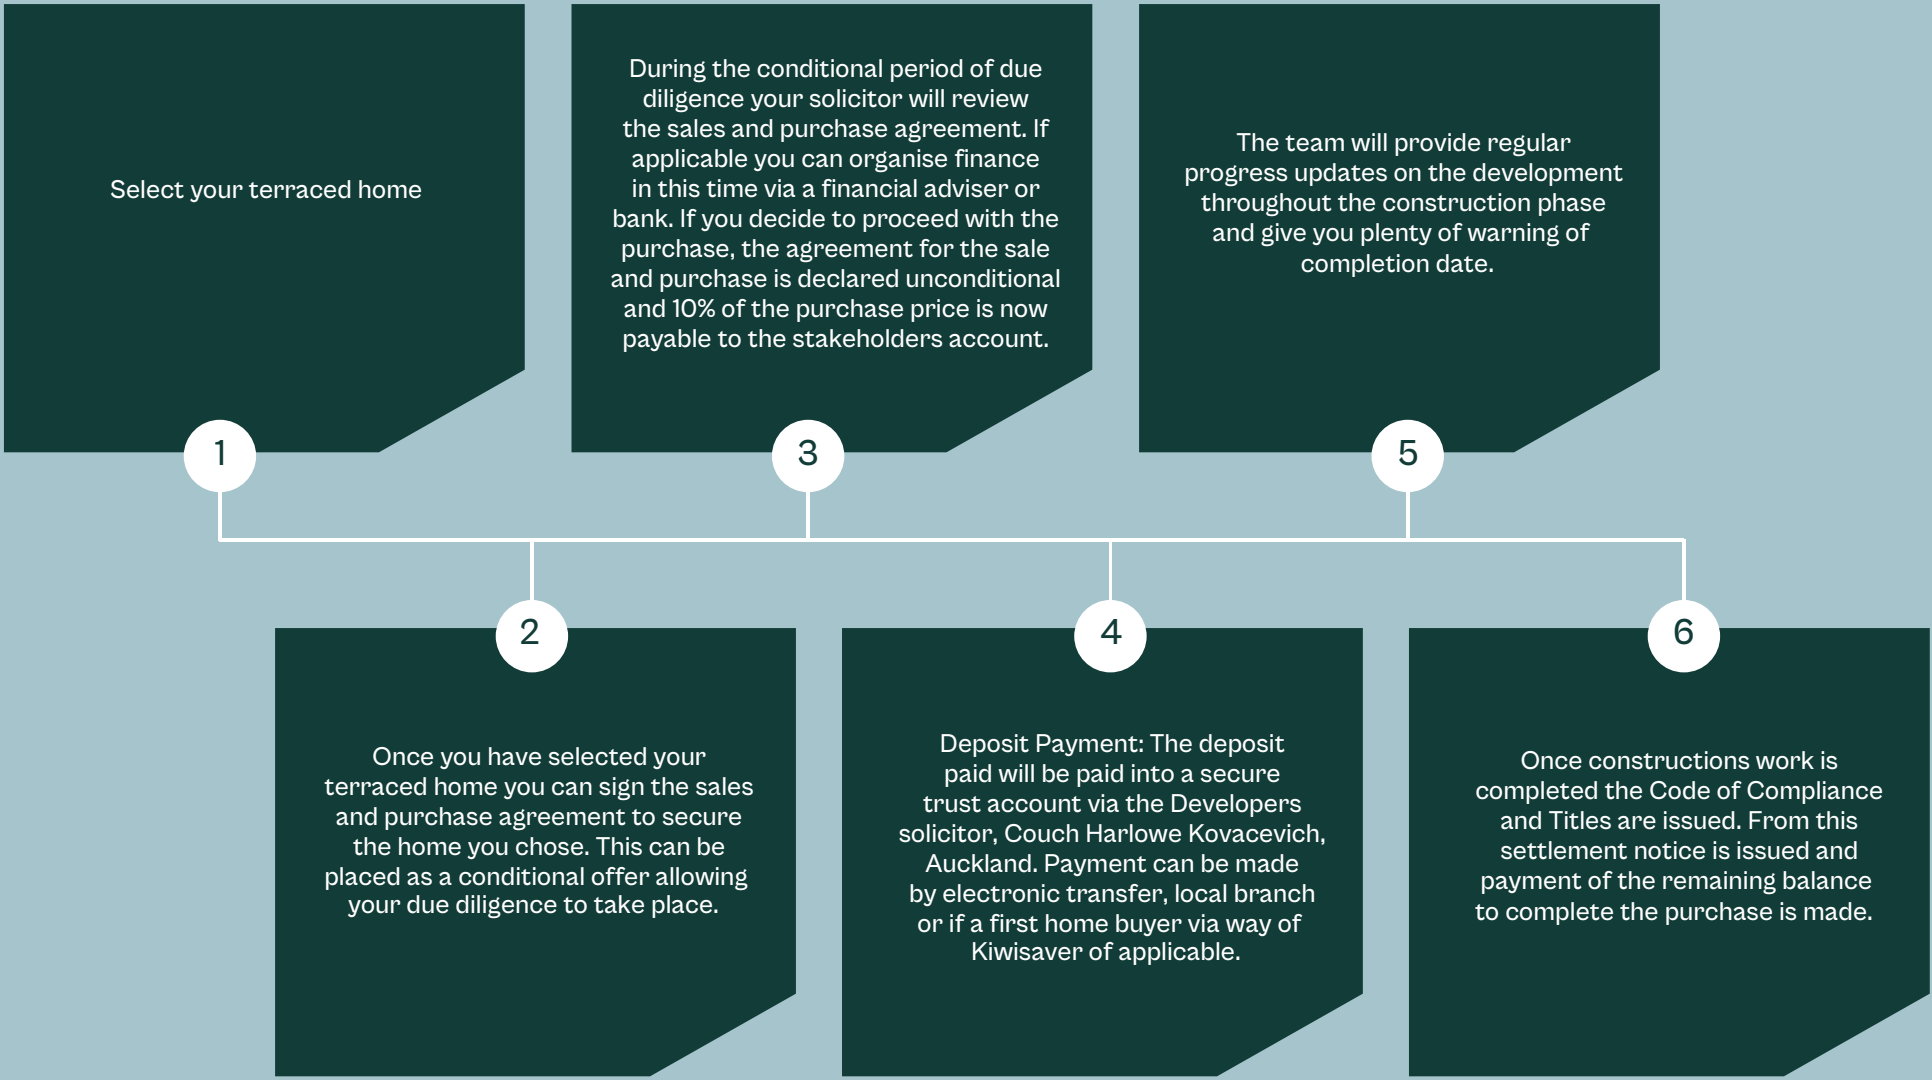 Select your terraced home
1
Once you have selected your
terraced home you can sign the sales
and purchase agreement to secure
the home you chose. This can be
placed as a conditional offer allowing
your due diligence to take place.
2
During the conditional period of due
diligence your solicitor will review
the sales and purchase agreement. If
applicable you can organise finance
in this time via a financial adviser or
bank. If you decide to proceed with the
purchase, the agreement for the sale
and purchase is declared unconditional
and 10% of the purchase price is now
payable to the stakeholders account.
3
Deposit Payment: The deposit
paid will be paid into a secure
trust account via the Developers
solicitor, Couch Harlowe Kovacevich,
Auckland. Payment can be made
by electronic transfer, local branch
or if a first home buyer via way of
Kiwisaver of applicable.
4
The team will provide regular
progress updates on the development
throughout the construction phase
and give you plenty of warning of
completion date.
5
Once constructions work is
completed the Code of Compliance
and Titles are issued. From this
settlement notice is issued and
payment of the remaining balance
to complete the purchase is made.
6